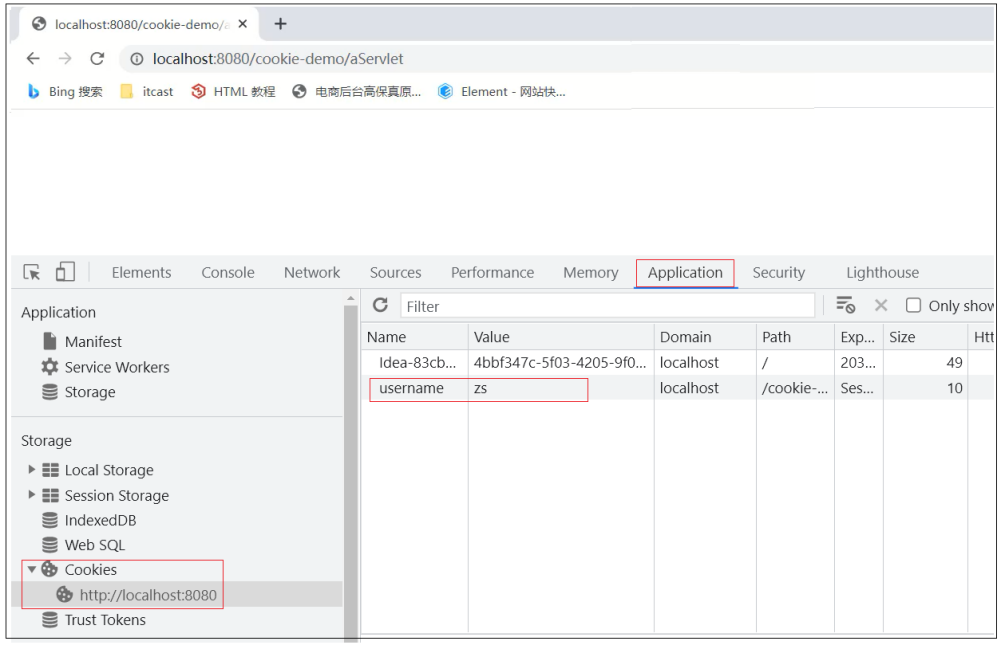 localhost:8080/cookie-demo/a
localhost:8080/cookie-demo/aServlet
Bing 搜索 itcast HTML 教程 电商后台高保真原... Element - 网站快...
Elements Console Network Sources Performance Memory Application Security Lighthouse
Application
Manifest
Service Workers
Storage
Storage
Local Storage
Session Storage
IndexedDB
Web SQL
Cookies
http://localhost:8080
Trust Tokens
Filter Only show
Name Value Domain Path Exp... Size Htt
Idea-83cb... 4bbf347c-5f03-4205-9f0... localhost / 203... 49
username zs localhost /cookie-... Ses... 10